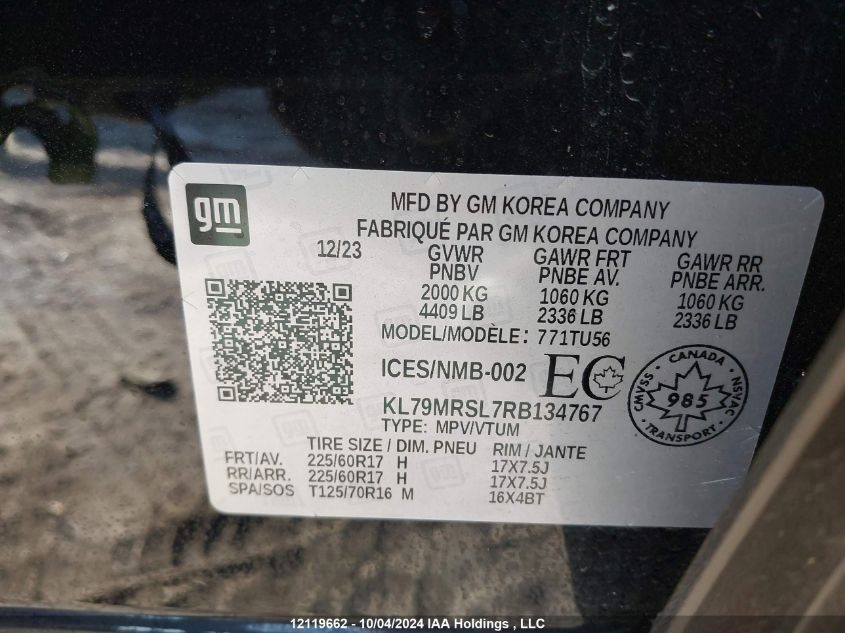 gm
MFD BY GM KOREA COMPANY
FABRIQUÉ PAR GM KOREA COMPANY
12/23 GVWR GAWR FRT GAWR RR
PNBV PNBE AV. PNBE ARR.
2000 KG 1060 KG 1060 KG
4409 LB 2336 LB 2336 LB
MODEL/MODÈLE: 771TU56
ICES/NMB-002 EC
CANADA
CMVSS 985 NSVAC
TRANSPORT
KL79MRSL7RB134767
TYPE: MPV/VTUM
TIRE SIZE / DIM. PNEU RIM / JANTE
FRT/AV. 225/60R17 H 17X7.5J
RR/ARR. 225/60R17 H 17X7.5J
SPA/SOS T125/70R16 M 16X4BT
12119662 - 10/04/2024 IAA Holdings , LLC